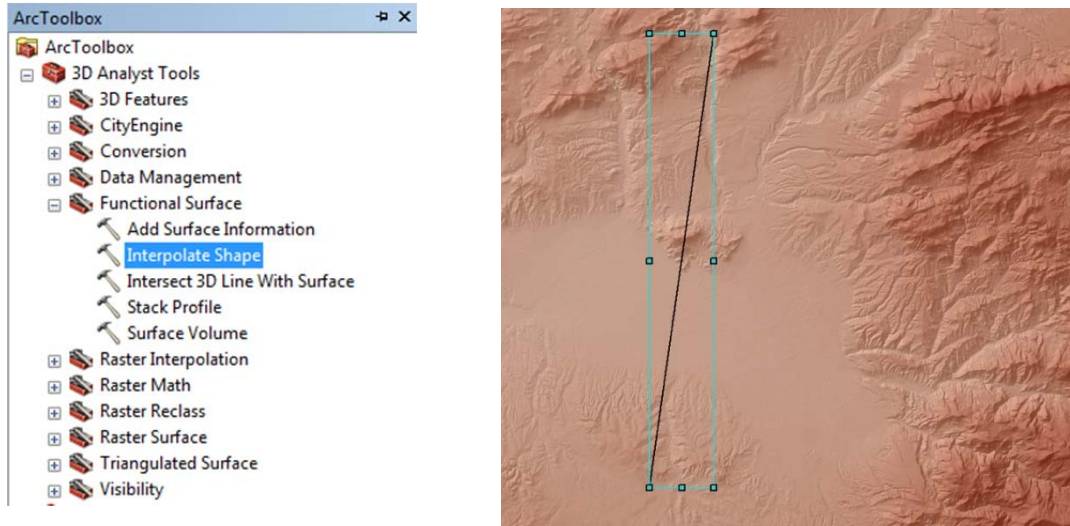 ArcToolbox
ArcToolbox
3D Analyst Tools
3D Features
CityEngine
Conversion
Data Management
Functional Surface
Add Surface Information
Interpolate Shape
Intersect 3D Line With Surface
Stack Profile
Surface Volume
Raster Interpolation
Raster Math
Raster Reclass
Raster Surface
Triangulated Surface
Visibility